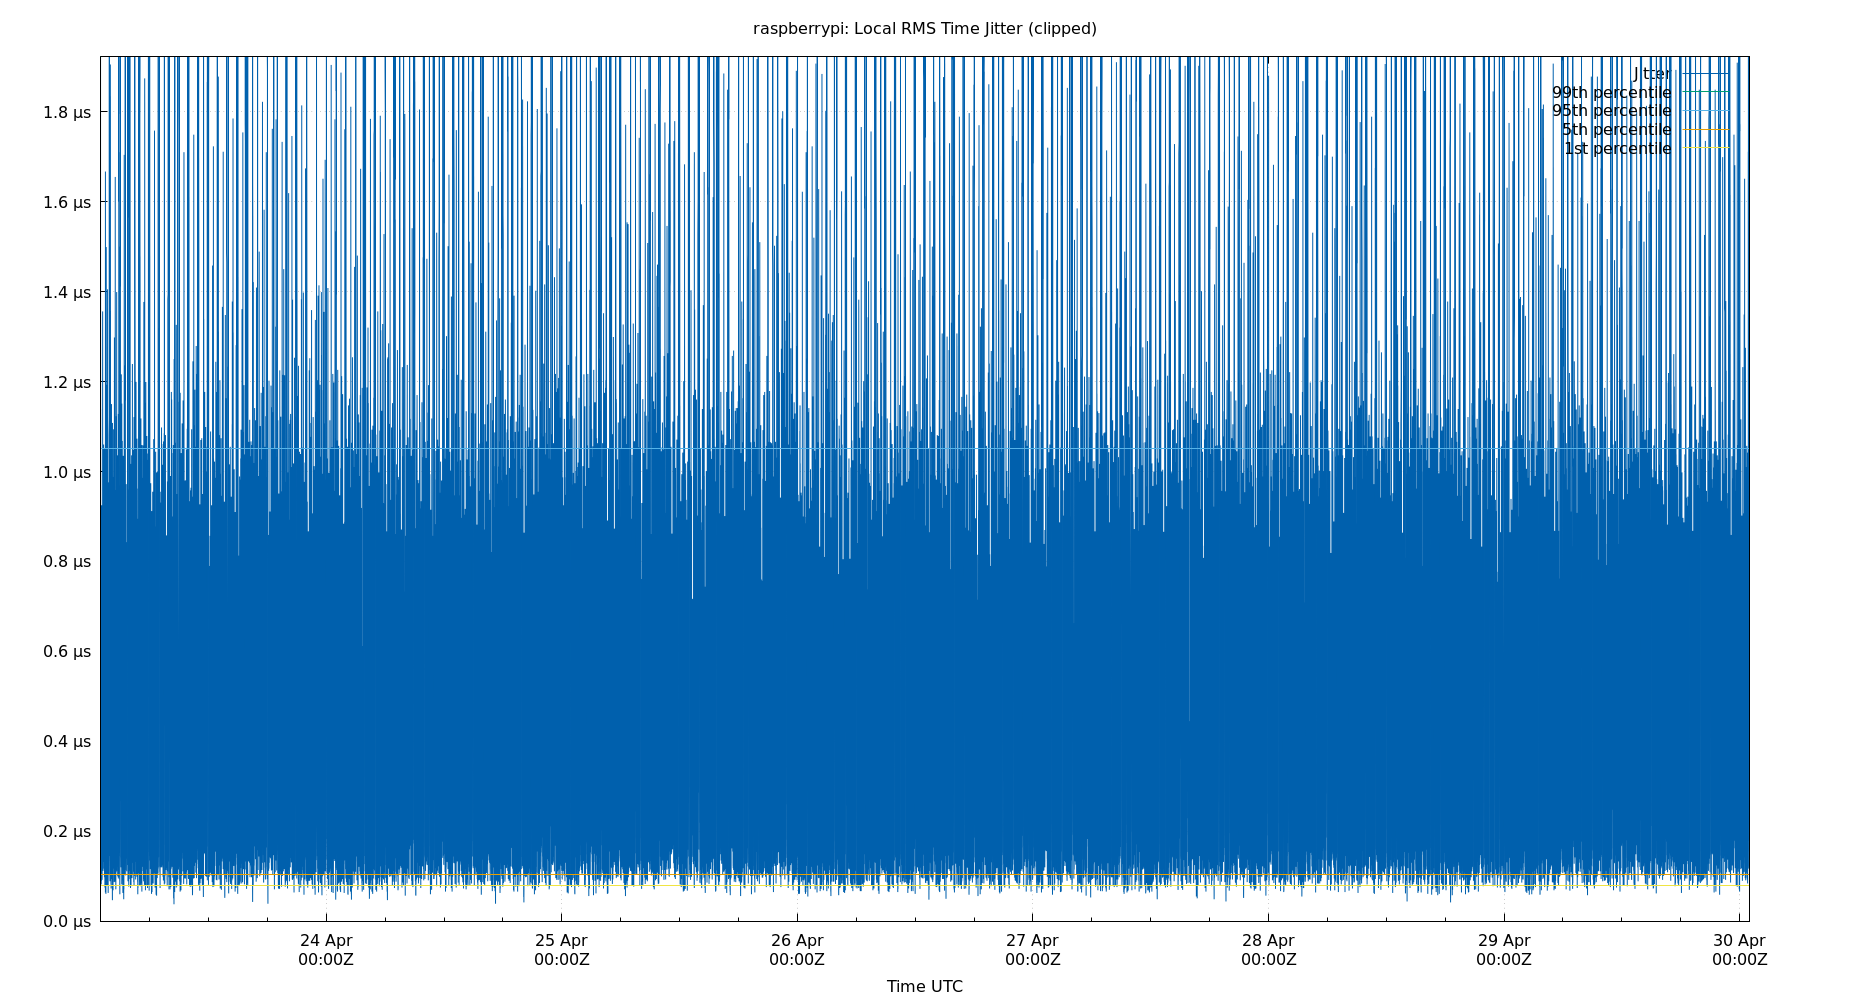 raspberrypi: Local RMS Time Jitter (clipped)
Jitter
99th percentile
95th percentile
5th percentile
1st percentile
1.8 µs
1.6 µs
1.4 µs
1.2 µs
1.0 µs
0.8 µs
0.6 µs
0.4 µs
0.2 µs
0.0 µs
24 Apr 25 Apr 26 Apr 27 Apr 28 Apr 29 Apr 30 Apr
00:00Z 00:00Z 00:00Z 00:00Z 00:00Z 00:00Z 00:00Z
Time UTC